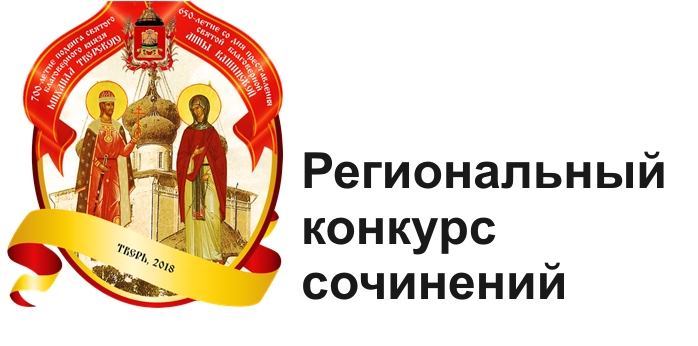 700-летие подвига святого
благоверного князя
Михаила Тверского
650-летие со дня преставления
святой благоверной
Анны Кашинской
Региональный
конкурс
сочинений
Тверь, 2018